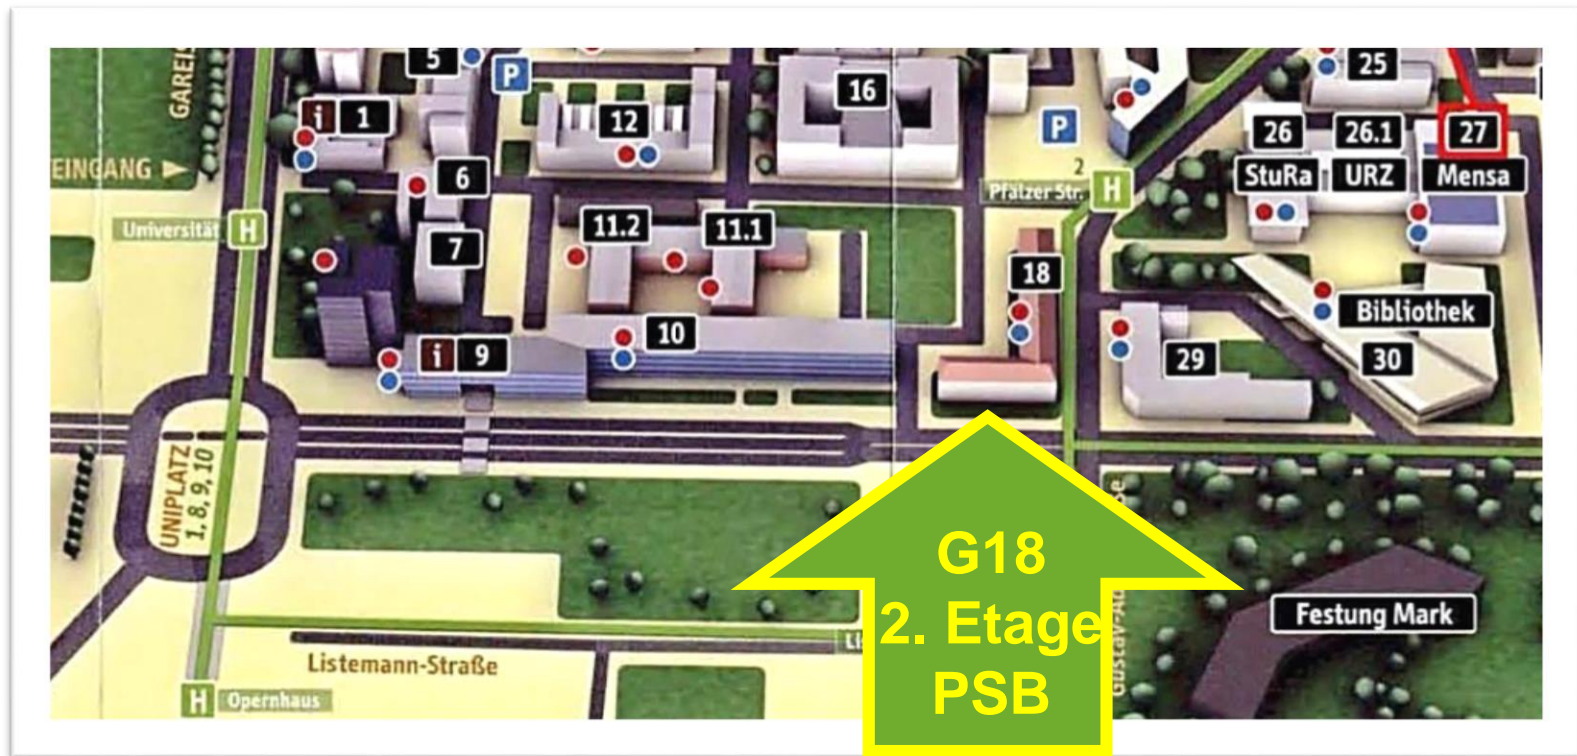 GAREIS
5
P
i 1
12
16
P
25
26
26.1
27
StuRa
URZ
Mensa
EINGANG
6
2
Pfälzer Str. H
Universität H
7
11.2
11.1
18
Bibliothek
i 9
10
29
30
UNIPLATZ
1, 8, 9, 10
G18
2. Etage
PSB
Festung Mark
Listemann-Straße
H Opernhaus